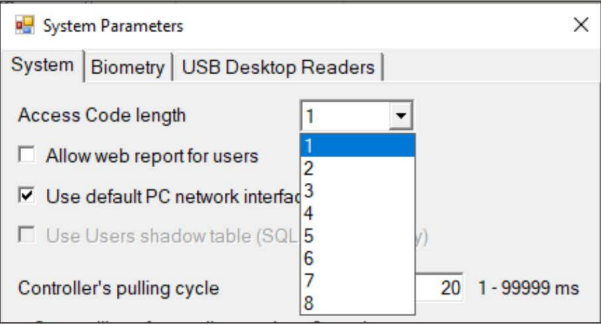 System Parameters
System Biometry USB Desktop Readers
Access Code length 1
Allow web report for users 1
2
Use default PC network 3
4
Use Users shadow table (SQL 5 y)
6
7
Controller's pulling cycle 20 1 - 99999 ms
8